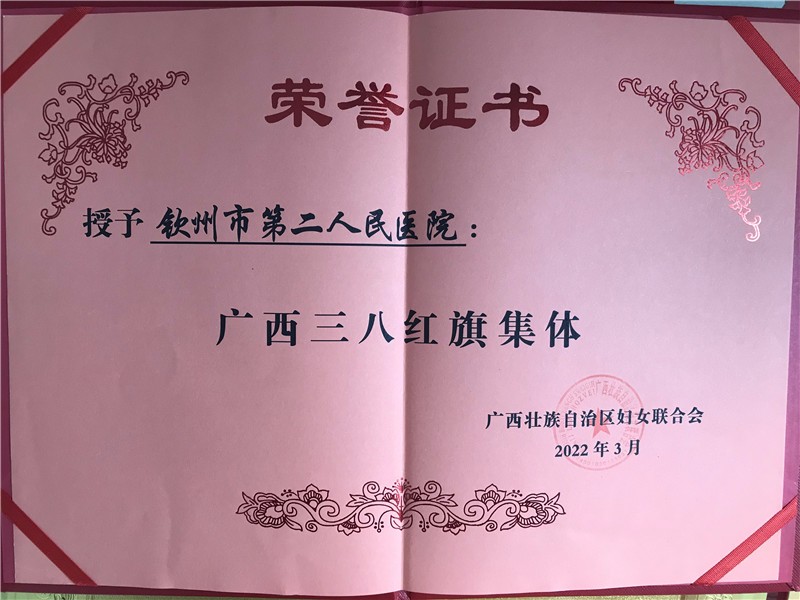 荣誉证书
授予 钦州市第二人民医院：
广西三八红旗集体
广西壮族自治区妇女联合会
2022年3月